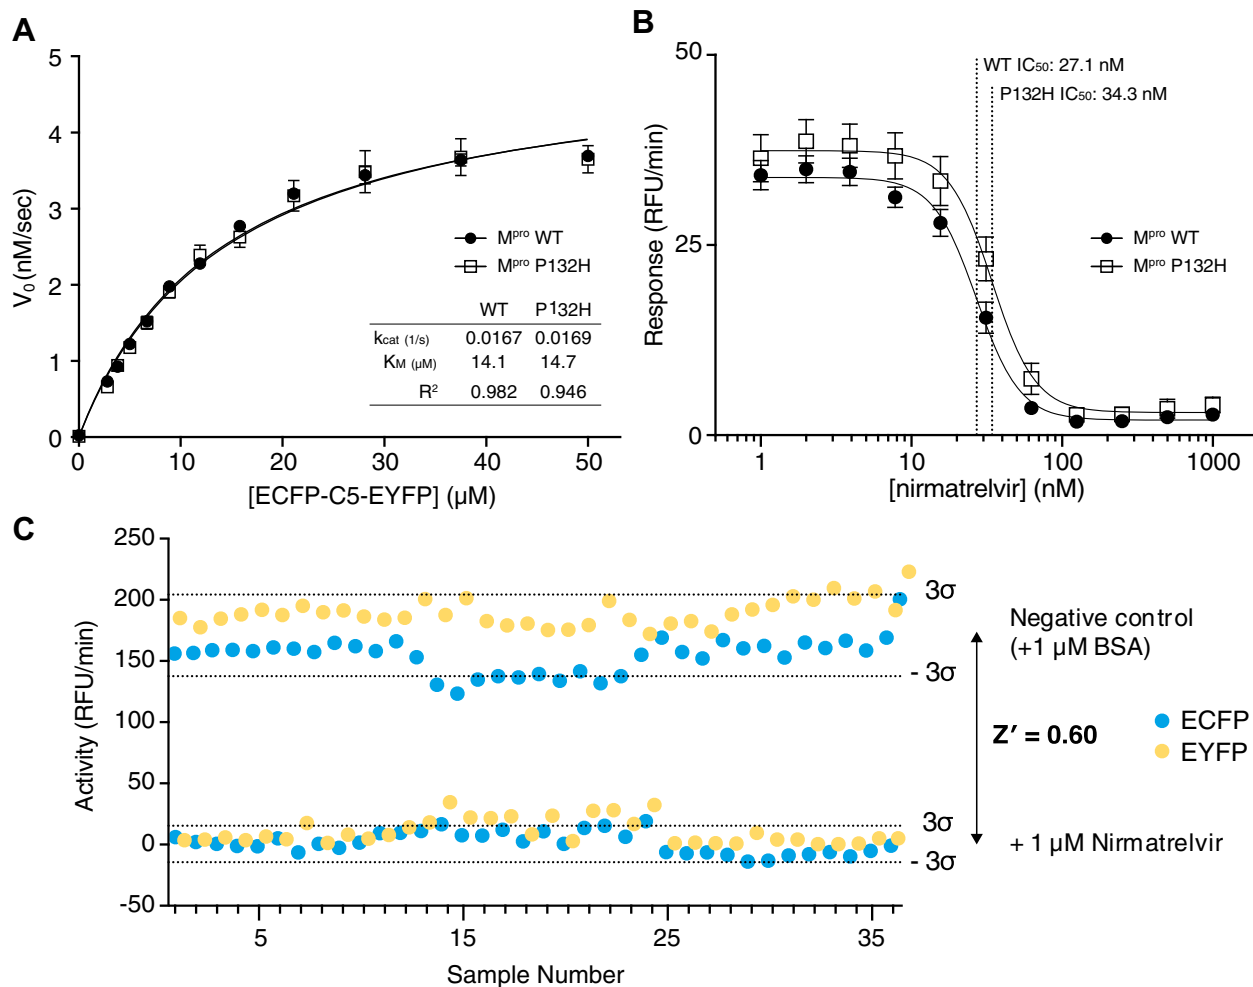 A
5
4
3
2
1
0
V₀ (nM/sec)
0 10 20 30 40 50
[ECFP-C5-EYFP] (μM)
Mᵖʳᵒ WT
Mᵖʳᵒ P132H
WT P132H
kcat (1/s) 0.0167 0.0169
KM (μM) 14.1 14.7
R² 0.982 0.946
B
50
25
0
Response (RFU/min)
WT IC₅₀: 27.1 nM
P132H IC₅₀: 34.3 nM
Mᵖʳᵒ WT
Mᵖʳᵒ P132H
1 10 100 1000
[nirmatrelvir] (nM)
C
250
200
150
100
50
0
-50
Activity (RFU/min)
3σ
- 3σ
3σ
- 3σ
Negative control
(+1 μM BSA)
Z′ = 0.60
ECFP
EYFP
+ 1 μM Nirmatrelvir
5 15 25 35
Sample Number